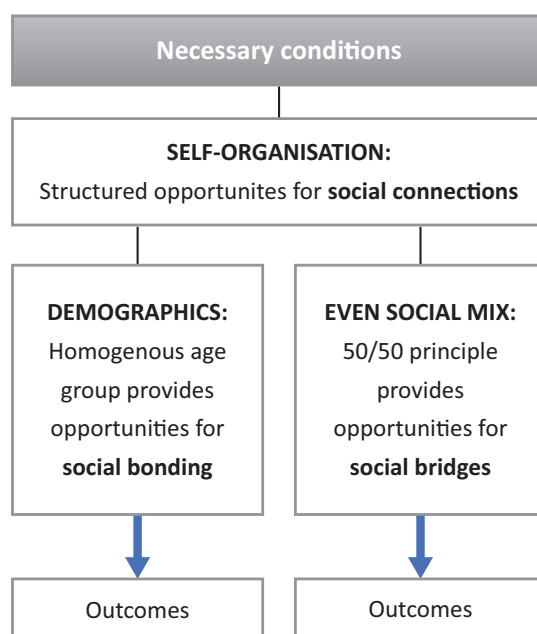 Necessary conditions
SELF-ORGANISATION:
Structured opportunites for social connections
DEMOGRAPHICS:
Homogenous age
group provides
opportunities for
social bonding
EVEN SOCIAL MIX:
50/50 principle
provides
opportunities for
social bridges
Outcomes
Outcomes